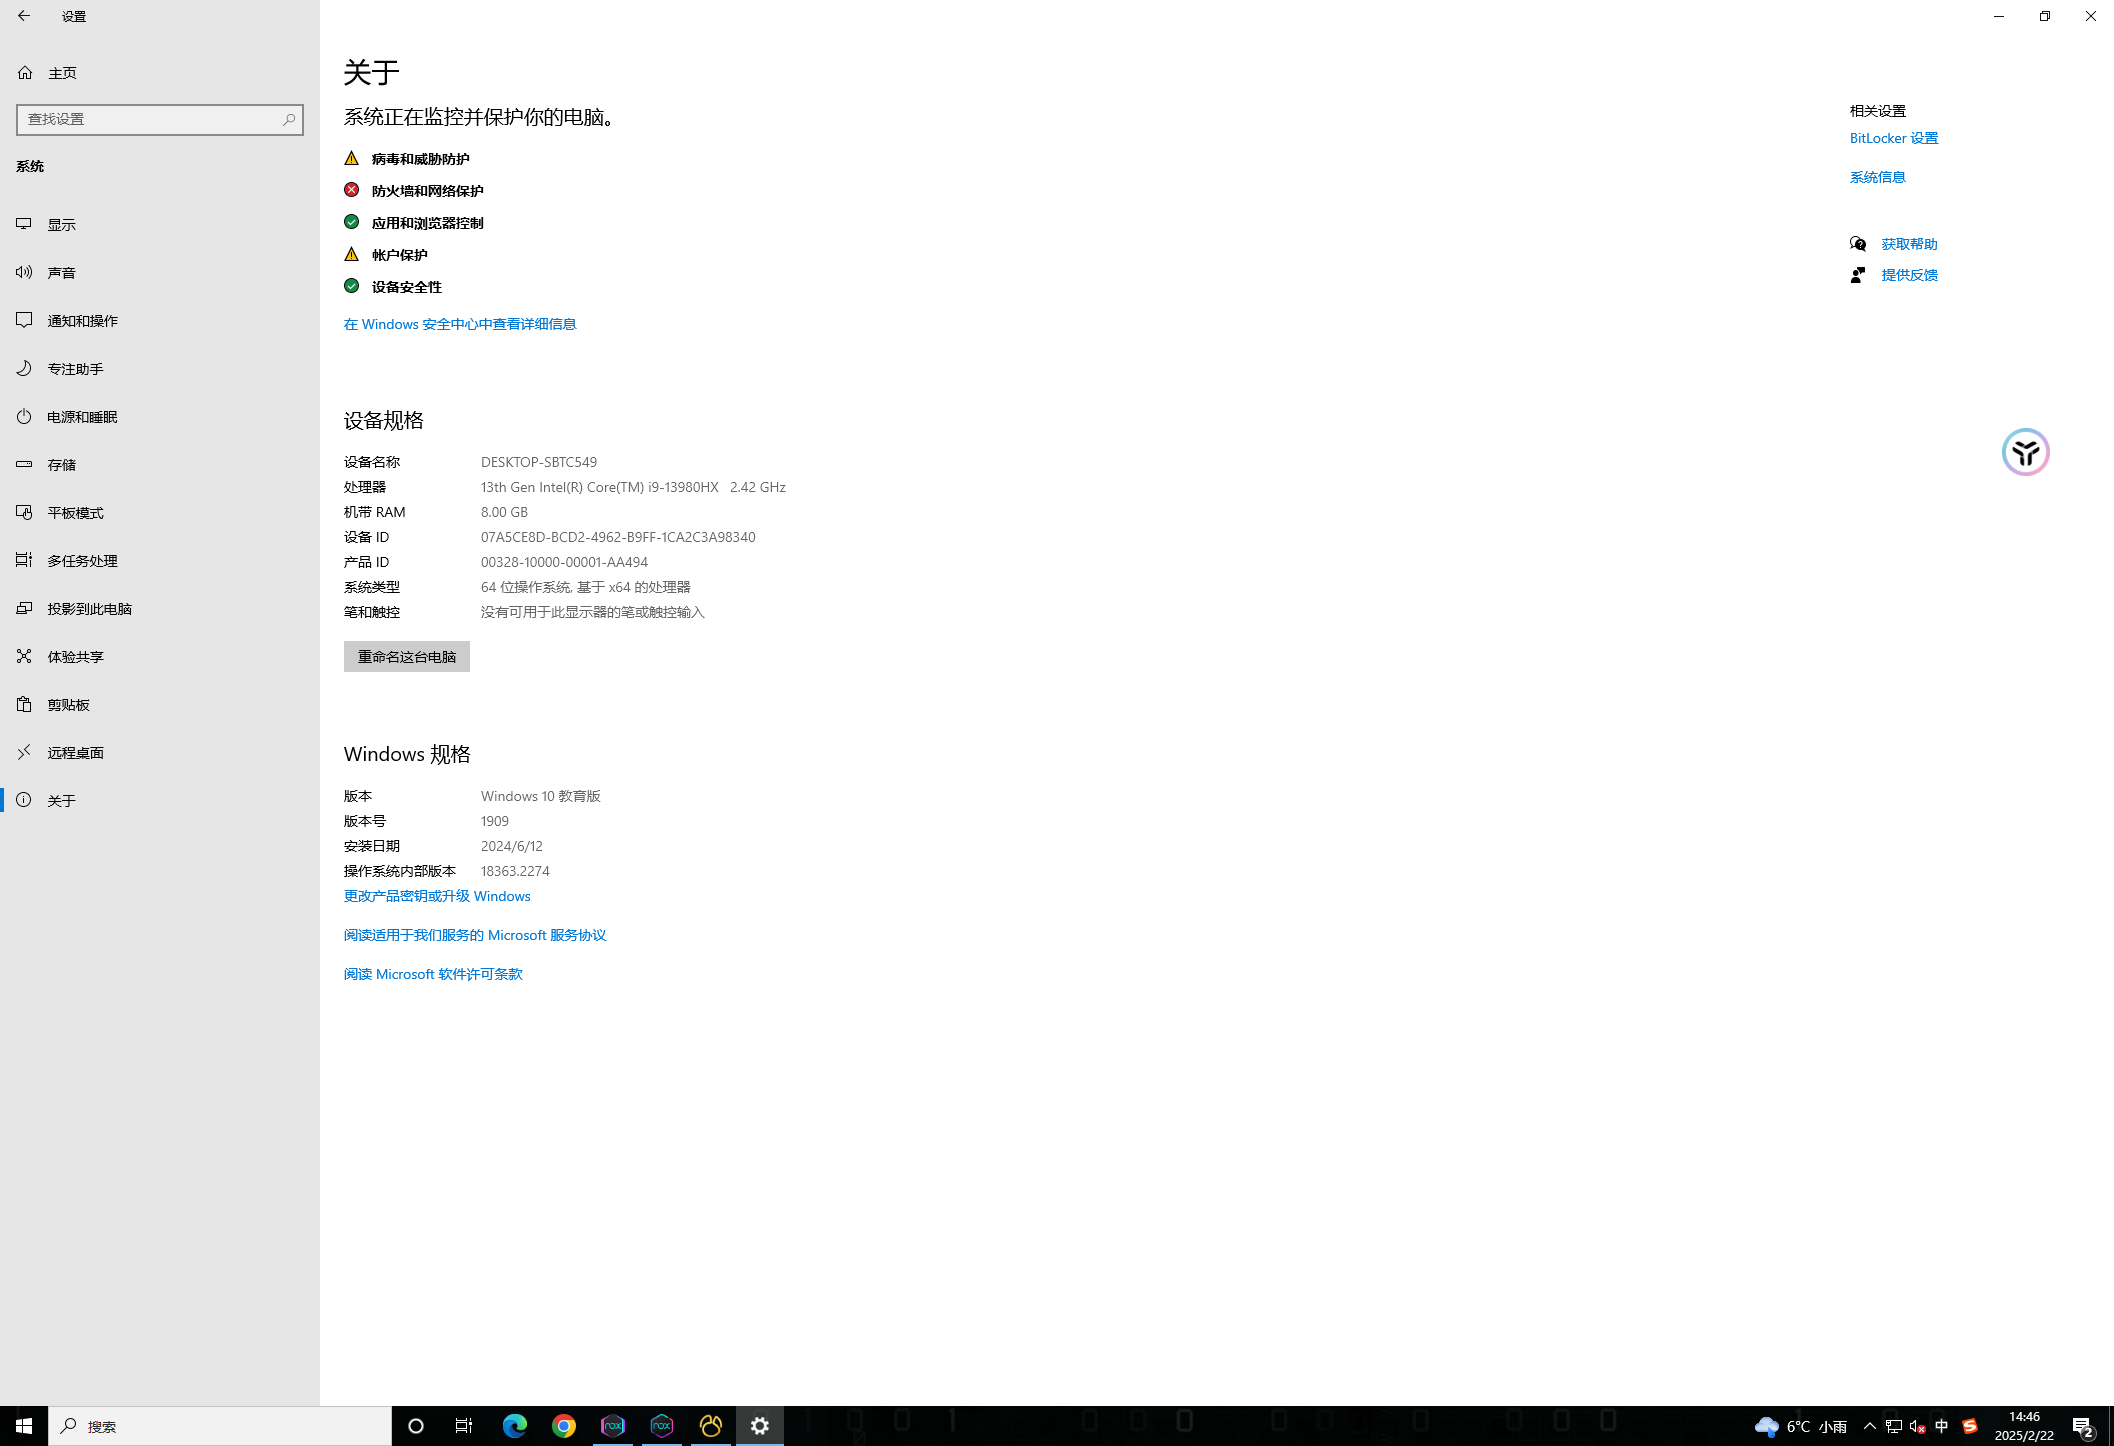 设置
主页
查找设置
系统
显示
声音
通知和操作
专注助手
电源和睡眠
存储
平板模式
多任务处理
投影到此电脑
体验共享
剪贴板
远程桌面
关于
关于
系统正在监控并保护你的电脑。
病毒和威胁防护
防火墙和网络保护
应用和浏览器控制
帐户保护
设备安全性
在 Windows 安全中心中查看详细信息
设备规格
设备名称 DESKTOP-SBTC549
处理器 13th Gen Intel(R) Core(TM) i9-13980HX 2.42 GHz
机带 RAM 8.00 GB
设备 ID 07A5CE8D-BCD2-4962-B9FF-1CA2C3A98340
产品 ID 00328-10000-00001-AA494
系统类型 64 位操作系统, 基于 x64 的处理器
笔和触控 没有可用于此显示器的笔或触控输入
重命名这台电脑
Windows 规格
版本 Windows 10 教育版
版本号 1909
安装日期 2024/6/12
操作系统内部版本 18363.2274
更改产品密钥或升级 Windows
阅读适用于我们服务的 Microsoft 服务协议
阅读 Microsoft 软件许可条款
相关设置
BitLocker 设置
系统信息
获取帮助
提供反馈
搜索
nox
nox
6°C 小雨
中
14:46
2025/2/22
2